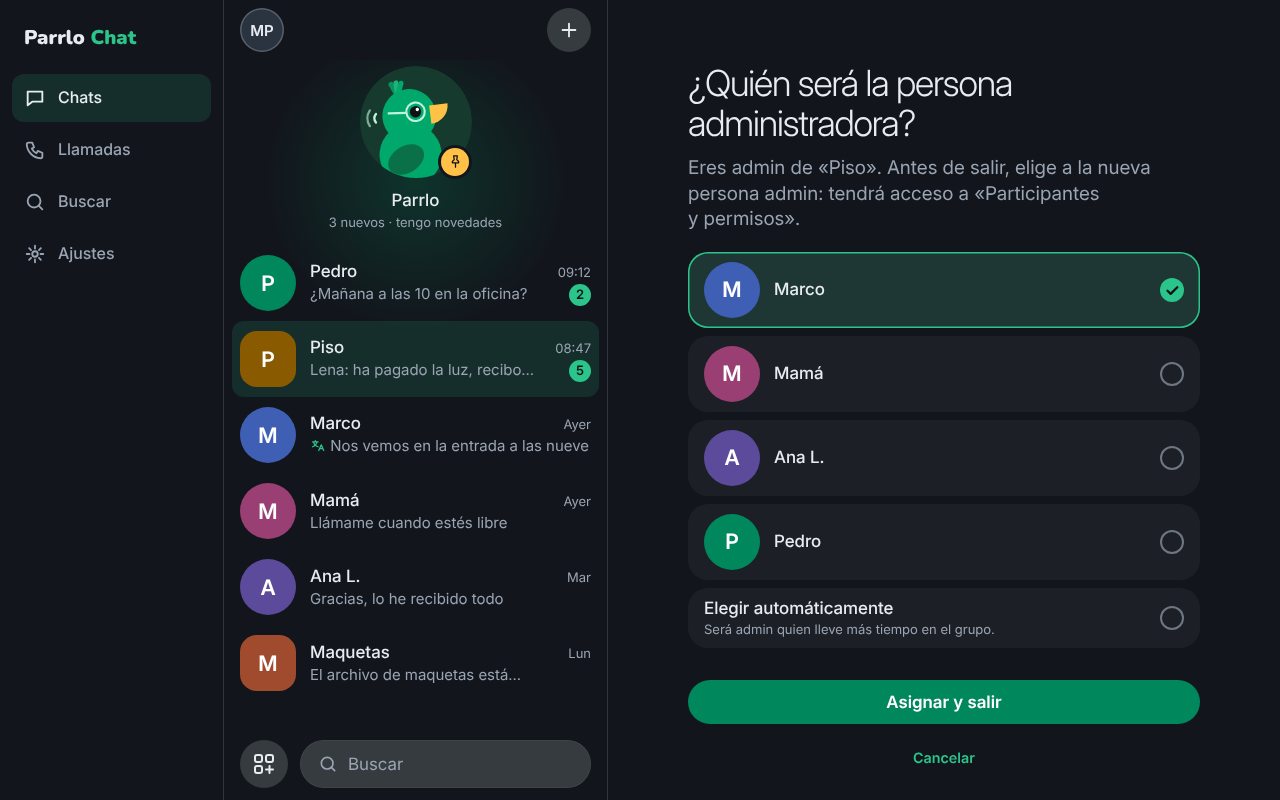 Parrlo Chat
Chats
Llamadas
Buscar
Ajustes
MP
Parrlo
3 nuevos · tengo novedades
P
Pedro
09:12
¿Mañana a las 10 en la oficina?
2
P
Piso
08:47
Lena: ha pagado la luz, recibo...
5
M
Marco
Ayer
Nos vemos en la entrada a las nueve
M
Mamá
Ayer
Llámame cuando estés libre
A
Ana L.
Mar
Gracias, lo he recibido todo
M
Maquetas
Lun
El archivo de maquetas está...
Buscar
¿Quién será la persona
administradora?
Eres admin de «Piso». Antes de salir, elige a la nueva
persona admin: tendrá acceso a «Participantes
y permisos».
M
Marco
M
Mamá
A
Ana L.
P
Pedro
Elegir automáticamente
Será admin quien lleve más tiempo en el grupo.
Asignar y salir
Cancelar